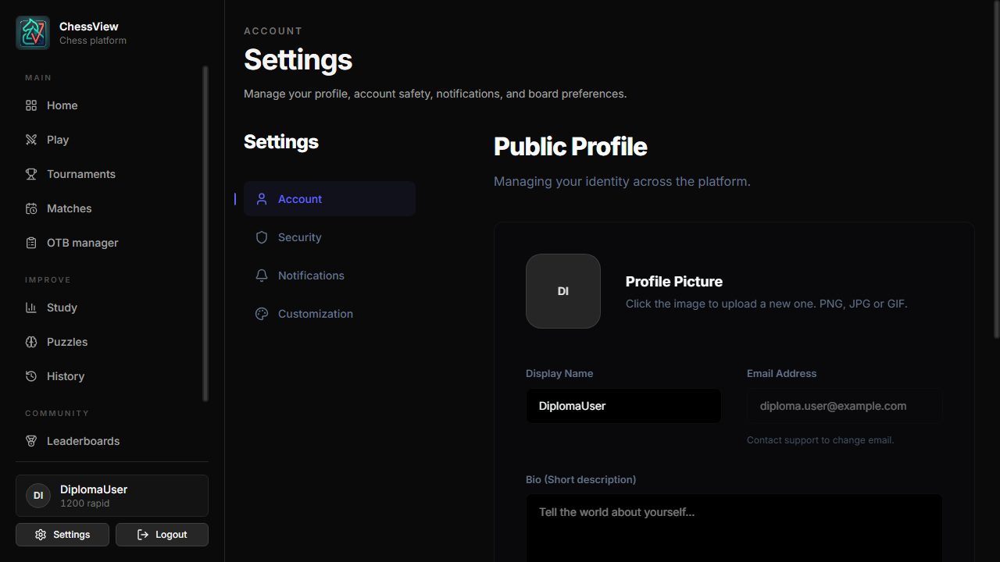 ChessView
Chess platform
MAIN
Home
Play
Tournaments
Matches
OTB manager
IMPROVE
Study
Puzzles
History
COMMUNITY
Leaderboards
DI
DiplomaUser
1200 rapid
Settings
Logout
ACCOUNT
Settings
Manage your profile, account safety, notifications, and board preferences.
Settings
Account
Security
Notifications
Customization
Public Profile
Managing your identity across the platform.
DI
Profile Picture
Click the image to upload a new one. PNG, JPG or GIF.
Display Name
DiplomaUser
Email Address
diploma.user@example.com
Contact support to change email.
Bio (Short description)
Tell the world about yourself...